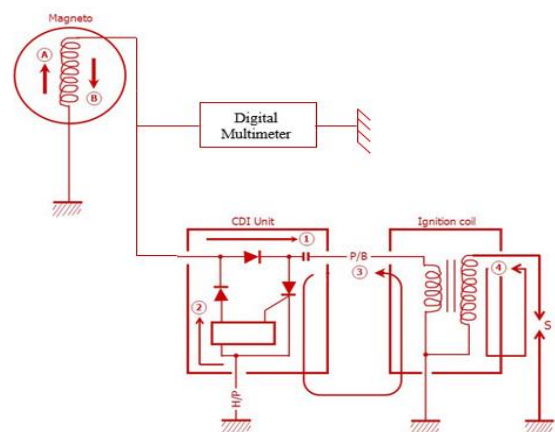 Magneto
A
B
Digital
Multimeter
CDI Unit
Ignition coil
1
P/B
3
4
2
S
H/P